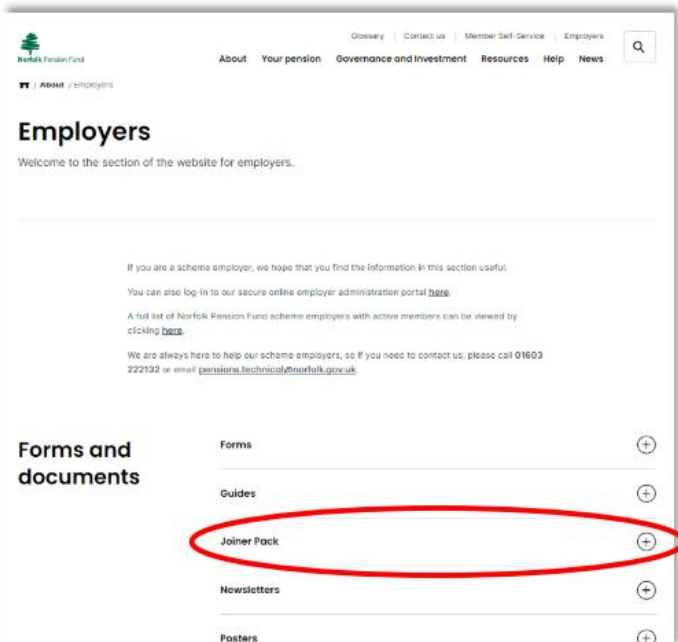 Glossary | Contact us | Member Self-Service | Employers
Norfolk Pension Fund
About Your pension Governance and Investment Resources Help News
| About / Employers
Employers
Welcome to the section of the website for employers.
If you are a scheme employer, we hope that you find the information in this section useful.
You can also log-in to our secure online employer administration portal here.
A full list of Norfolk Pension Fund scheme employers with active members can be viewed by
clicking here.
We are always here to help our scheme employers, so if you need to contact us, please call 01603
222132 or email pensions.technical@norfolk.gov.uk.
Forms and
documents
Forms
Guides
Joiner Pack
Newsletters
Posters